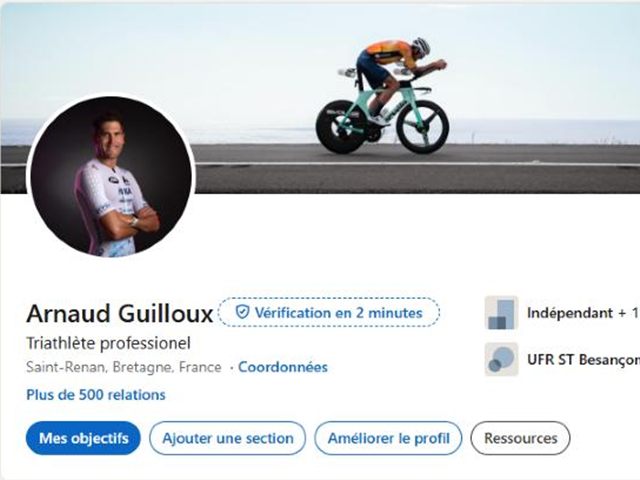 Arnaud Guilloux
Vérification en 2 minutes
Triathlète professionel
Saint-Renan, Bretagne, France · Coordonnées
Plus de 500 relations
Indépendant + 1
UFR ST Besançon
Mes objectifs
Ajouter une section
Améliorer le profil
Ressources